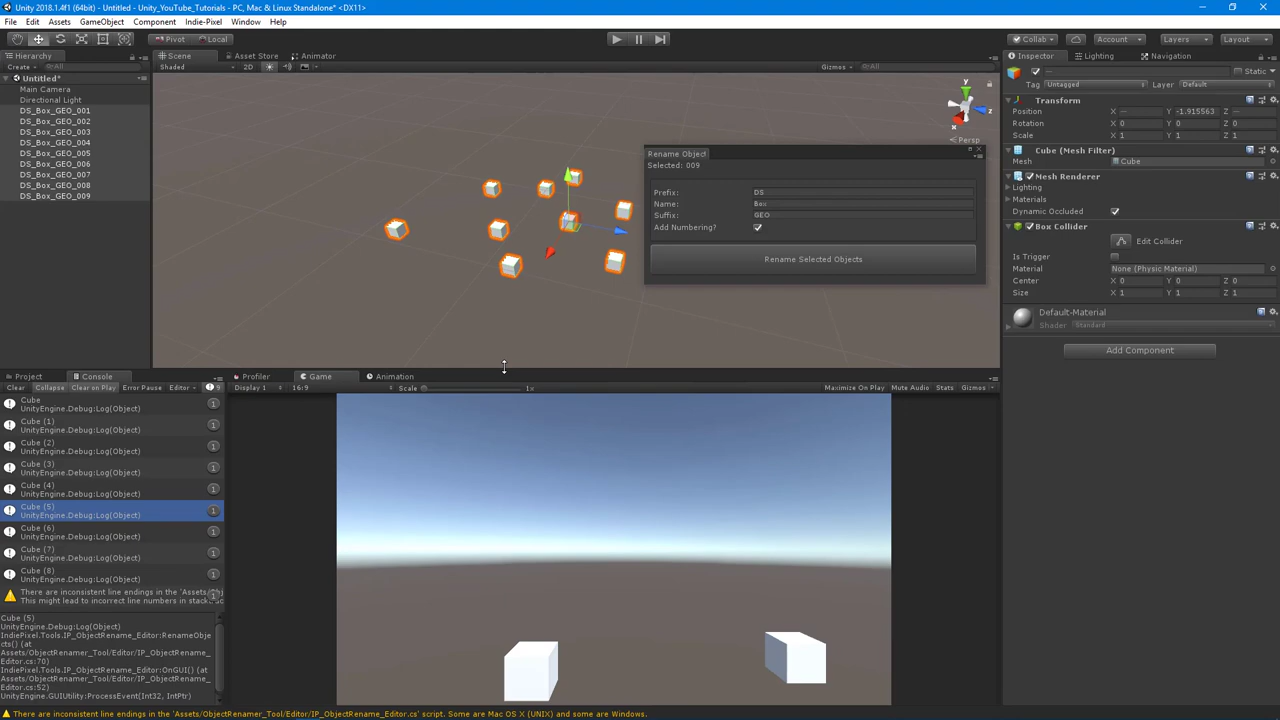 Unity 2018.1.4f1 (64bit) - Untitled - Unity_YouTube_Tutorials - PC, Mac & Linux Standalone* <DX11>
File Edit Assets GameObject Component Indie-Pixel Window Help
Pivot Local Collab Account Layers Layout
Hierarchy
Create All
Untitled*
Main Camera
Directional Light
DS_Box_GEO_001
DS_Box_GEO_002
DS_Box_GEO_003
DS_Box_GEO_004
DS_Box_GEO_005
DS_Box_GEO_006
DS_Box_GEO_007
DS_Box_GEO_008
DS_Box_GEO_009
Scene Asset Store Animator
Shaded 2D Gizmos All
y
z
x
Persp
Rename Object
Selected: 009
Prefix: DS
Name: Box
Suffix: GEO
Add Numbering?
Rename Selected Objects
Inspector Lighting Navigation
Static
Tag Untagged Layer Default
Transform
Position X — Y -1.915563 Z —
Rotation X 0 Y 0 Z 0
Scale X 1 Y 1 Z 1
Cube (Mesh Filter)
Mesh Cube
Mesh Renderer
Lighting
Materials
Dynamic Occluded
Box Collider
Edit Collider
Is Trigger
Material None (Physic Material)
Center X 0 Y 0 Z 0
Size X 1 Y 1 Z 1
Default-Material
Shader Standard
Add Component
Project Console
Clear Collapse Clear on Play Error Pause Editor 9
Cube
UnityEngine.Debug:Log(Object) 1
Cube (1)
UnityEngine.Debug:Log(Object) 1
Cube (2)
UnityEngine.Debug:Log(Object) 1
Cube (3)
UnityEngine.Debug:Log(Object) 1
Cube (4)
UnityEngine.Debug:Log(Object) 1
Cube (5)
UnityEngine.Debug:Log(Object) 1
Cube (6)
UnityEngine.Debug:Log(Object) 1
Cube (7)
UnityEngine.Debug:Log(Object) 1
Cube (8)
UnityEngine.Debug:Log(Object) 1
There are inconsistent line endings in the 'Assets/
This might lead to incorrect line numbers in 1
Cube (5)
UnityEngine.Debug:Log(Object)
IndiePixel.Tools.IP_ObjectRename_Editor:RenameObje
cts() (at
Assets/ObjectRenamer_Tool/Editor/IP_ObjectRename_
Editor.cs:70)
IndiePixel.Tools.IP_ObjectRename_Editor:OnGUI() (at
Assets/ObjectRenamer_Tool/Editor/IP_ObjectRename_
Editor.cs:52)
UnityEngine.GUIUtility:ProcessEvent(Int32, IntPtr)
Profiler Game Animation
Display 1 16:9 Scale 1x Maximize On Play Mute Audio Stats Gizmos
There are inconsistent line endings in the 'Assets/ObjectRenamer_Tool/Editor/IP_ObjectRename_Editor.cs' script. Some are Mac OS X (UNIX) and some are Windows.